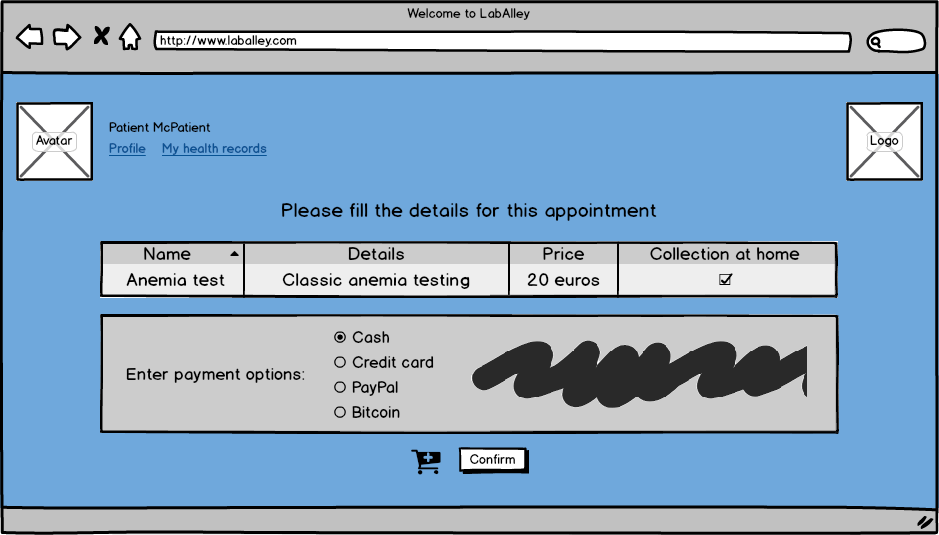 Welcome to LabAlley
http://www.laballey.com
Avatar
Patient McPatient
Profile My health records
Logo
Please fill the details for this appointment
Name Details Price Collection at home
Anemia test Classic anemia testing 20 euros
Enter payment options:
Cash
Credit card
PayPal
Bitcoin
Confirm